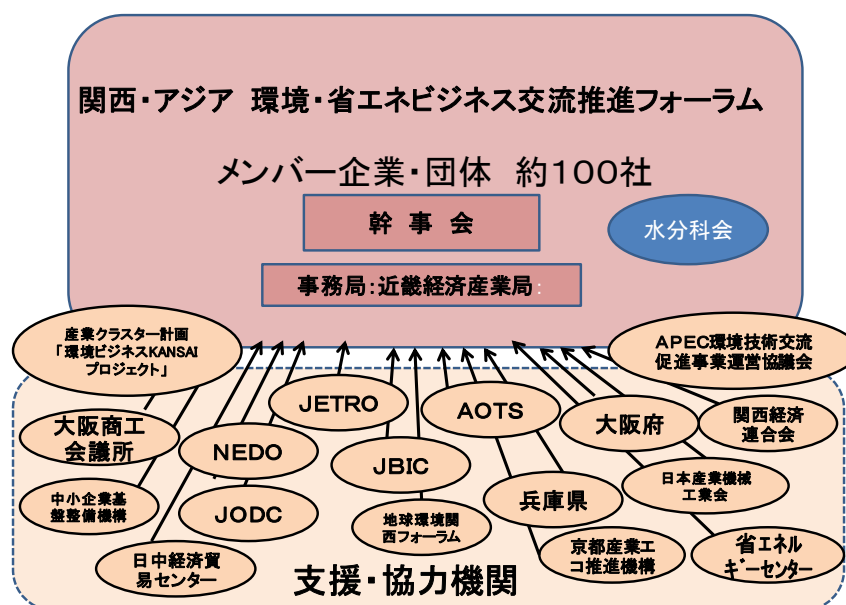 関西・アジア 環境・省エネビジネス交流推進フォーラム
メンバー企業・団体 約100社
幹 事 会
水分科会
事務局:近畿経済産業局:
産業クラスター計画
「環境ビジネスKANSAI
プロジェクト」
APEC環境技術交流
促進事業運営協議会
JETRO
AOTS
大阪商工
会議所
大阪府
関西経済
連合会
NEDO
JBIC
日本産業機械
工業会
中小企業基
盤整備機構
JODC
地球環境関
西フォーラム
兵庫県
日中経済貿
易センター
京都産業エ
コ推進機構
省エネル
ギーセンター
支援・協力機関